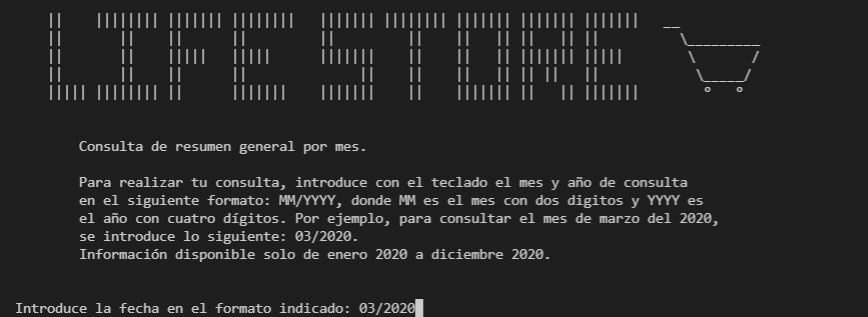 LIFE STORE
Consulta de resumen general por mes.
Para realizar tu consulta, introduce con el teclado el mes y año de consulta
en el siguiente formato: MM/YYYY, donde MM es el mes con dos digitos y YYYY es
el año con cuatro dígitos. Por ejemplo, para consultar el mes de marzo del 2020,
se introduce lo siguiente: 03/2020.
Información disponible solo de enero 2020 a diciembre 2020.
Introduce la fecha en el formato indicado: 03/2020